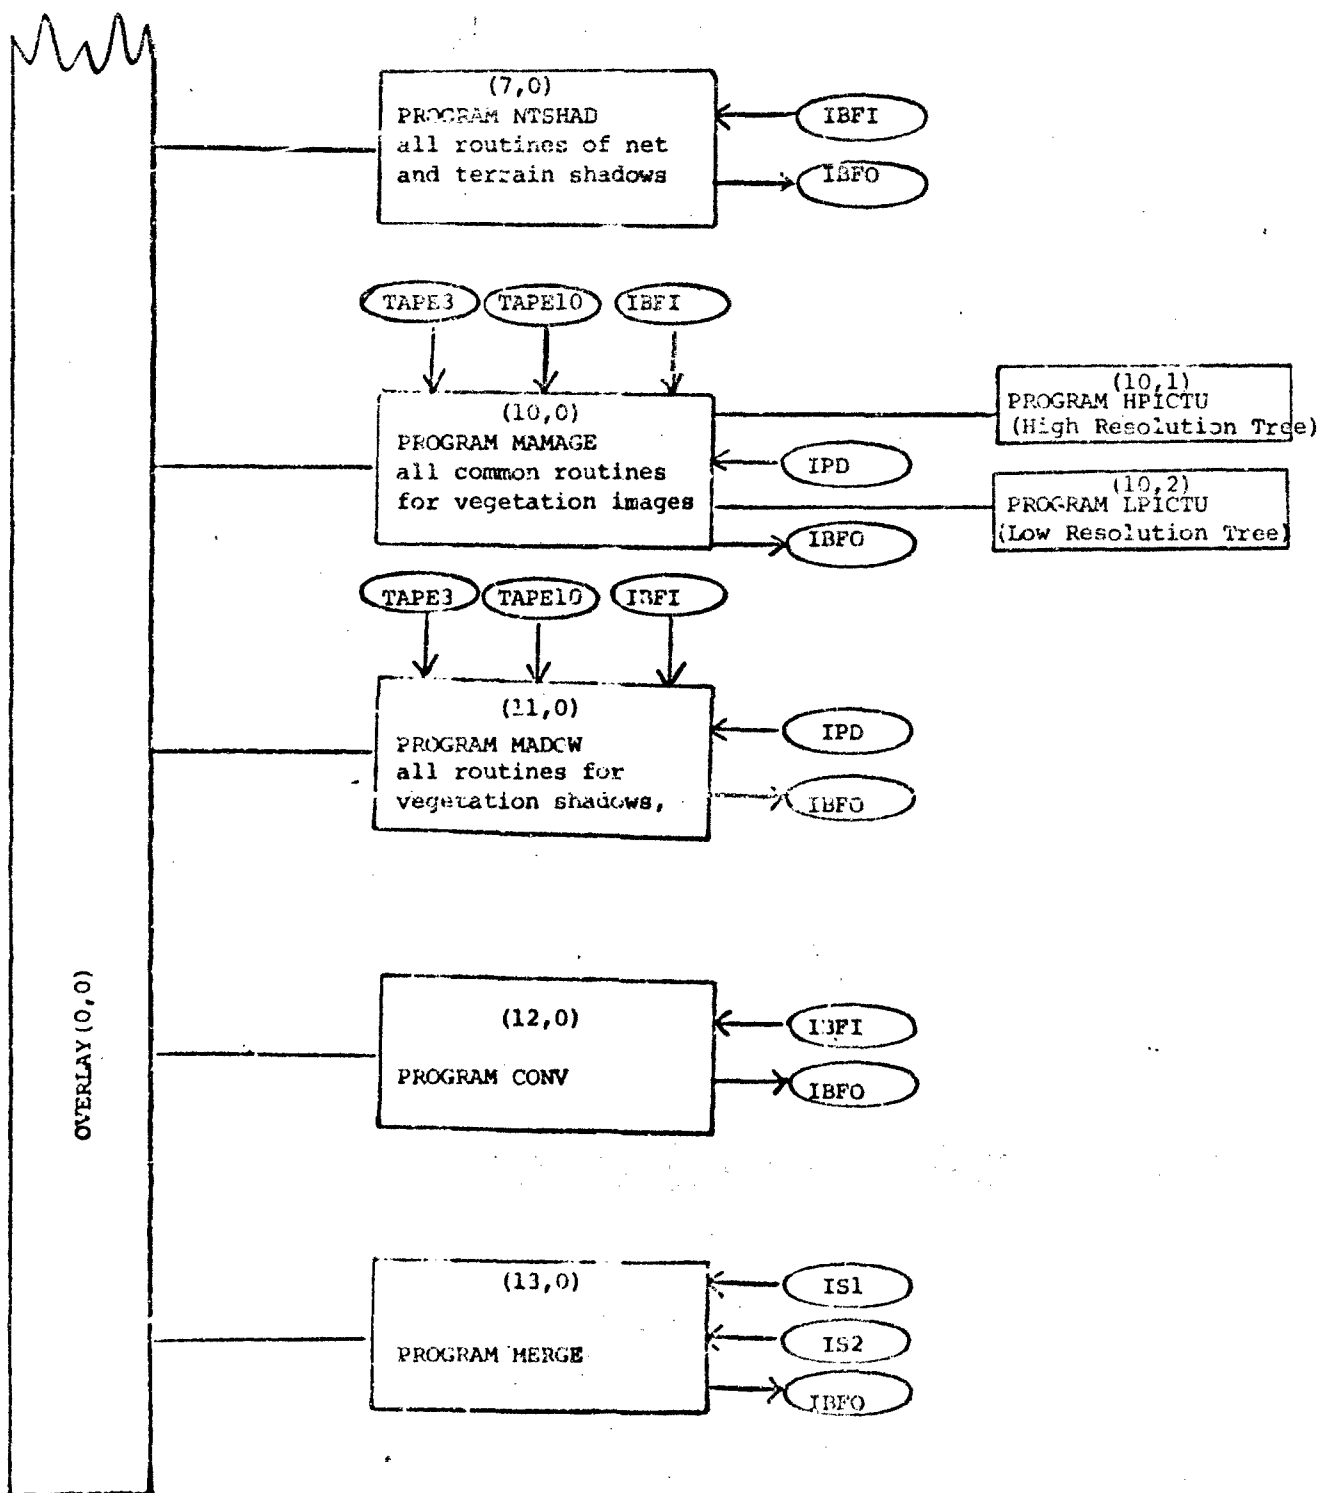 (7,0)
PROGRAM NTSHAD
all routines of net
and terrain shadows
IBFI
IBFO
TAPE3
TAPE10
IBFI
(10,0)
PROGRAM MAMAGE
all common routines
for vegetation images
(10,1)
PROGRAM HPICTU
(High Resolution Tree)
IPD
(10,2)
PROGRAM LPICTU
(Low Resolution Tree)
IBFO
TAPE3
TAPE10
IBFI
(11,0)
PROGRAM MADCW
all routines for
vegetation shadows,
IPD
IBFO
OVERLAY(0,0)
(12,0)
PROGRAM CONV
IBFI
IBFO
(13,0)
PROGRAM MERGE
IS1
IS2
IBFO